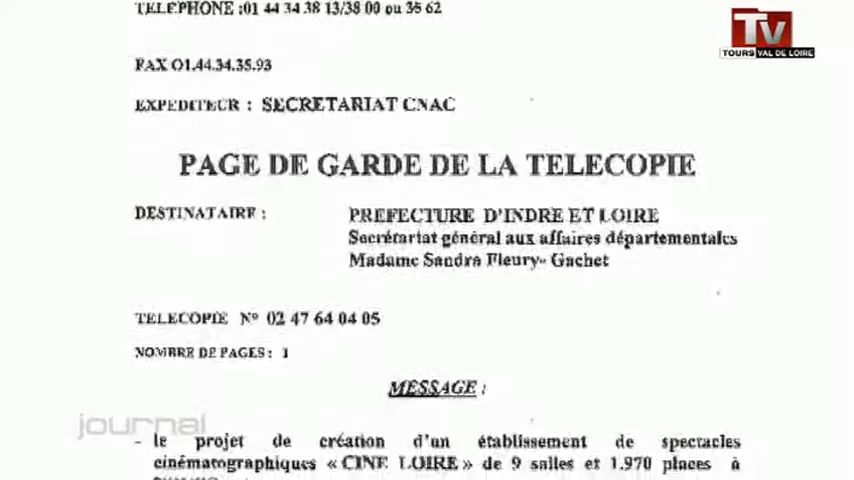 TELEPHONE :01 44 34 38 13/38 00 ou 36 62
TV
TOURS VAL DE LOIRE
FAX 01.44.34.35.93
EXPEDITEUR : SECRETARIAT CNAC
PAGE DE GARDE DE LA TELECOPIE
DESTINATAIRE : PREFECTURE D'INDRE ET LOIRE
Secrétariat général aux affaires départementales
Madame Sandra Fleury- Gachet
TELECOPIE N° 02 47 64 04 05
NOMBRE DE PAGES : 1
MESSAGE :
journal
- le projet de création d'un établissement de spectacles
cinématographiques « CINE LOIRE » de 9 salles et 1.970 places à